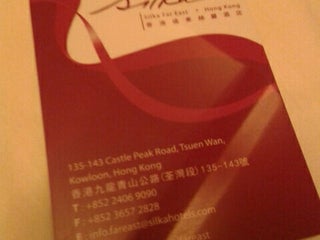 Silka
Silka Far East • Hong Kong
香港遠東絲麗酒店
135-143 Castle Peak Road, Tsuen Wan,
Kowloon, Hong Kong
香港九龍青山公路(荃灣段)135-143號
T : +852 2406 9090
F : +852 3657 2828
E : info.fareast@silkahotels.com